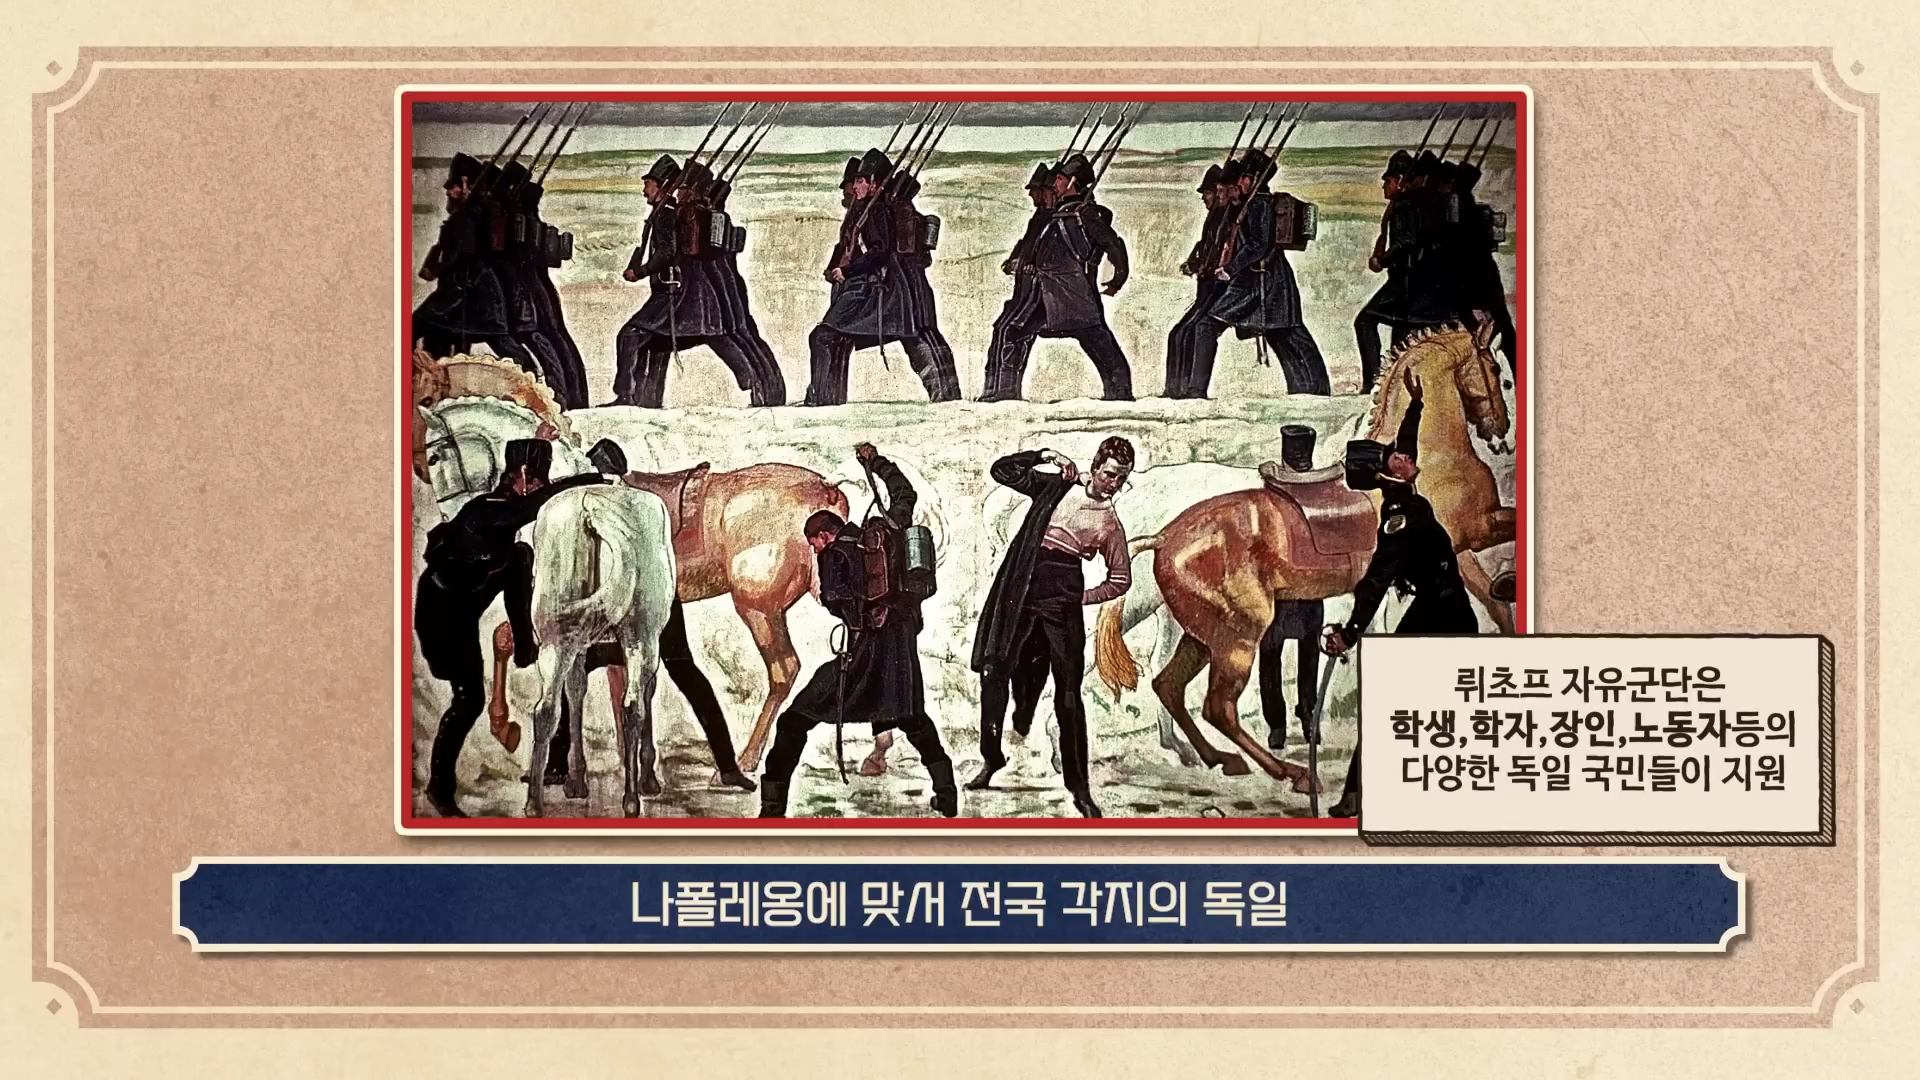 뤼초프 자유군단은
학생,학자,장인,노동자등의
다양한 독일 국민들이 지원
나폴레옹에 맞서 전국 각지의 독일